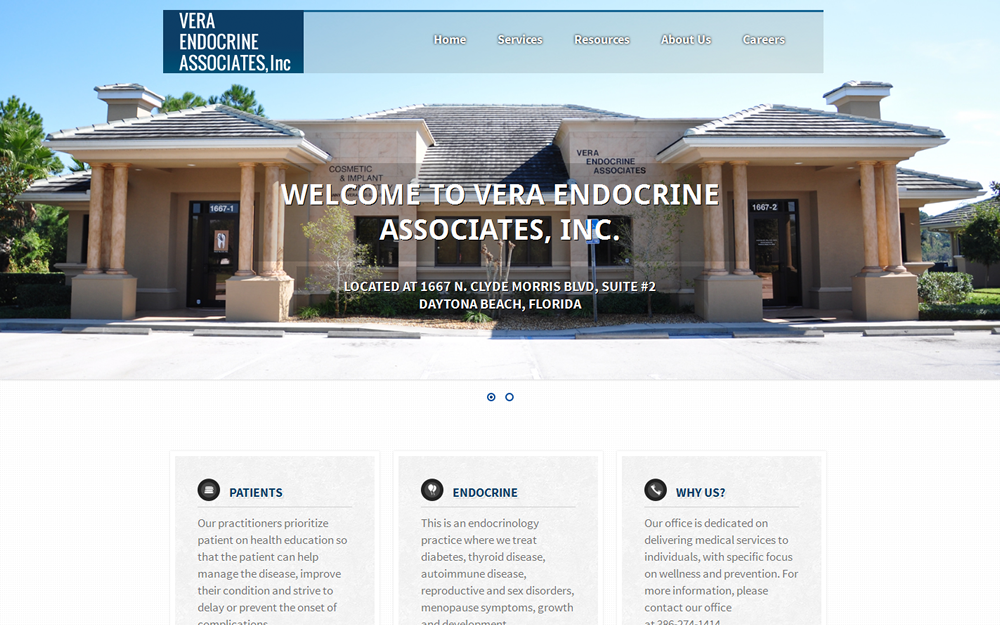 VERA
ENDOCRINE
ASSOCIATES, Inc
Home Services Resources About Us Careers
COSMETIC
& IMPLANT
VERA
ENDOCRINE
ASSOCIATES
1667-1
1667-2
WELCOME TO VERA ENDOCRINE
ASSOCIATES, INC.
LOCATED AT 1667 N. CLYDE MORRIS BLVD, SUITE #2
DAYTONA BEACH, FLORIDA
PATIENTS
Our practitioners prioritize
patient on health education so
that the patient can help
manage the disease, improve
their condition and strive to
delay or prevent the onset of
complications.
ENDOCRINE
This is an endocrinology
practice where we treat
diabetes, thyroid disease,
autoimmune disease,
reproductive and sex disorders,
menopause symptoms, growth
and development
WHY US?
Our office is dedicated on
delivering medical services to
individuals, with specific focus
on wellness and prevention. For
more information, please
contact our office
at 386-274-1414